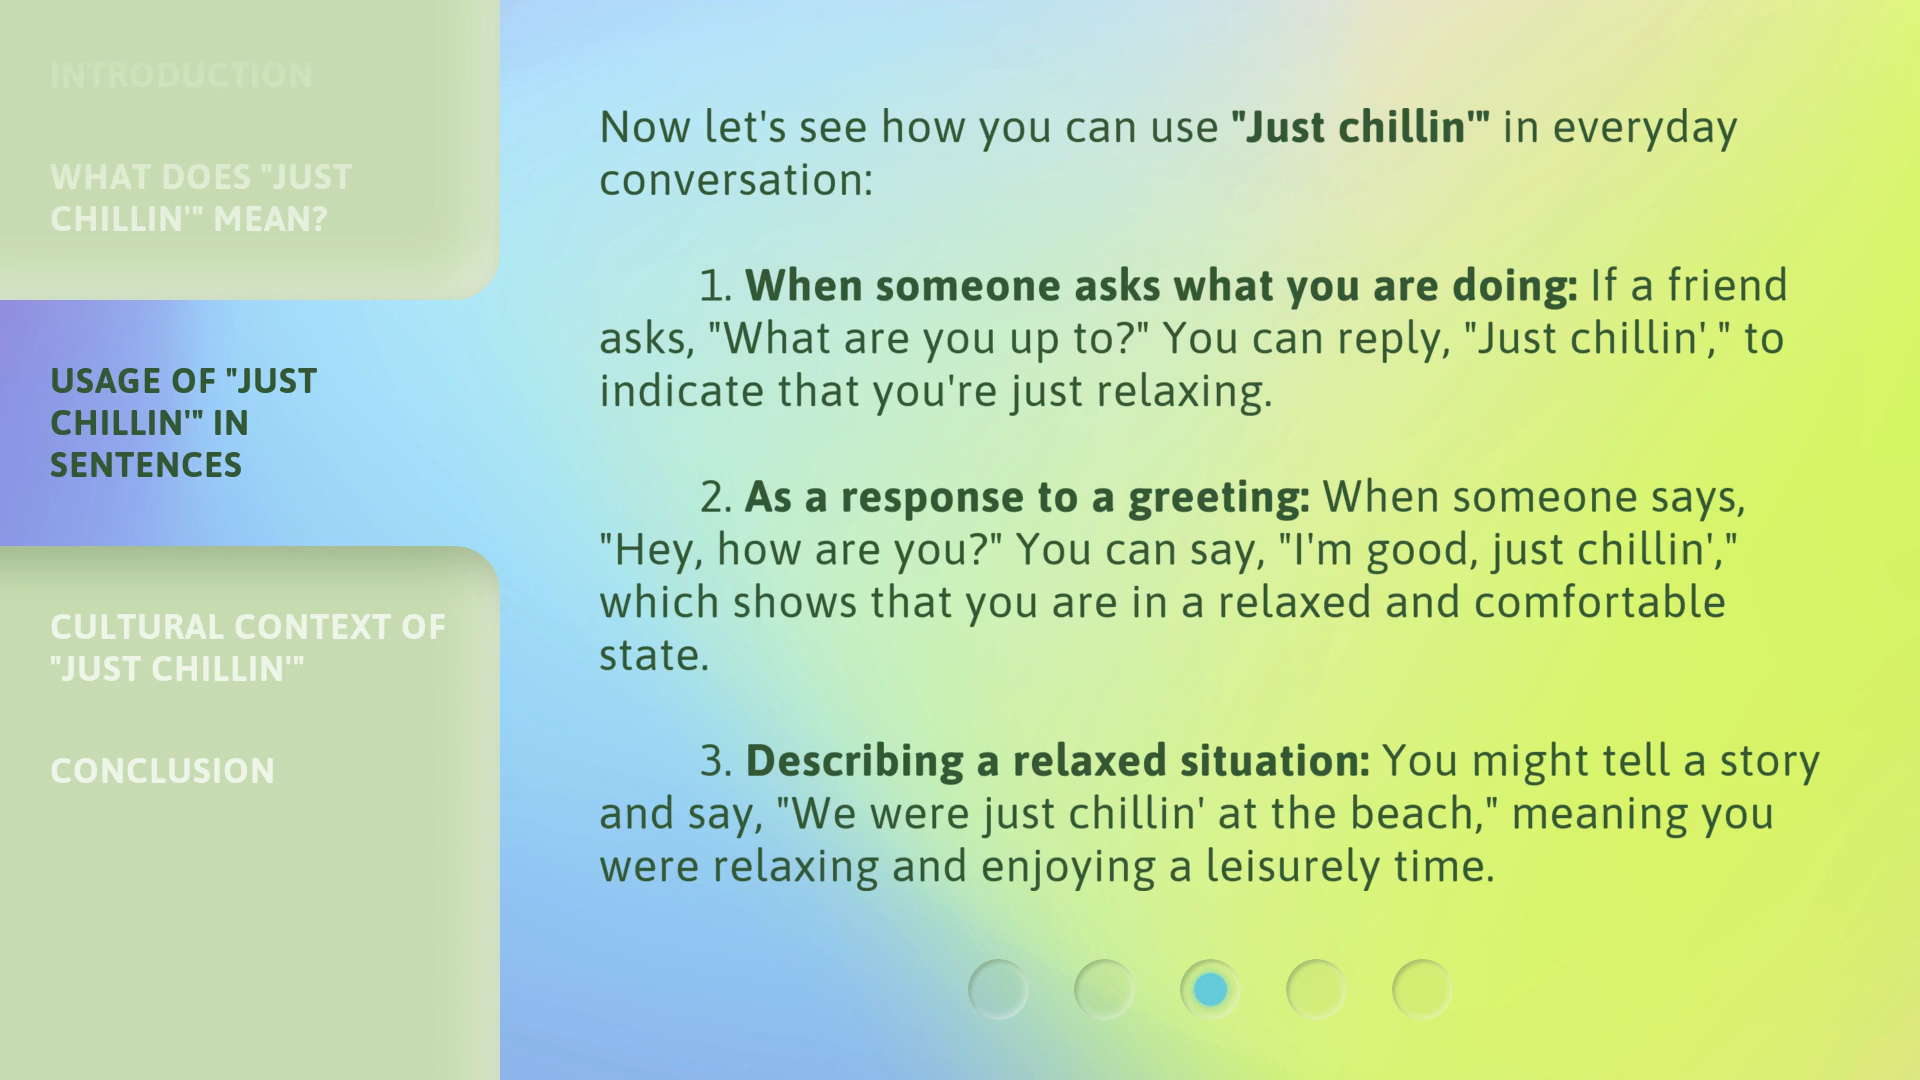 INTRODUCTION
WHAT DOES "JUST
CHILLIN'" MEAN?
USAGE OF "JUST
CHILLIN'" IN
SENTENCES
CULTURAL CONTEXT OF
"JUST CHILLIN'"
CONCLUSION
Now let's see how you can use "Just chillin'" in everyday
conversation:
1. When someone asks what you are doing: If a friend
asks, "What are you up to?" You can reply, "Just chillin'," to
indicate that you're just relaxing.
2. As a response to a greeting: When someone says,
"Hey, how are you?" You can say, "I'm good, just chillin',"
which shows that you are in a relaxed and comfortable
state.
3. Describing a relaxed situation: You might tell a story
and say, "We were just chillin' at the beach," meaning you
were relaxing and enjoying a leisurely time.